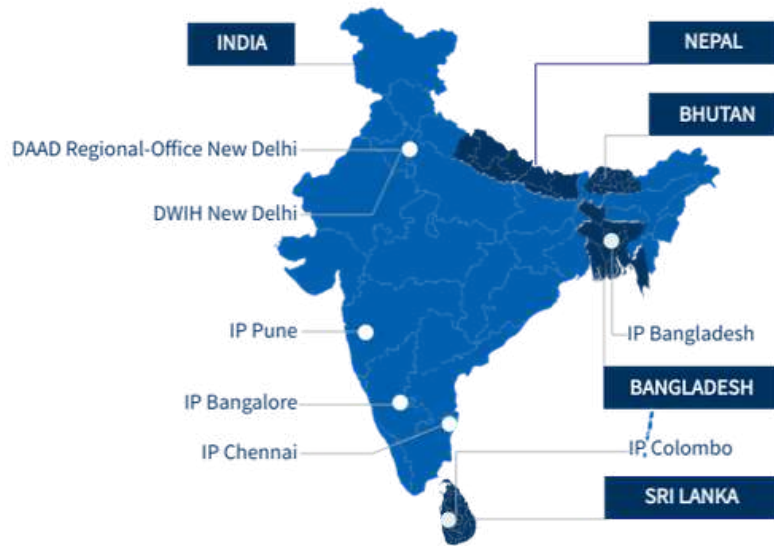 INDIA
NEPAL
BHUTAN
DAAD Regional-Office New Delhi
DWIH New Delhi
IP Pune
IP Bangladesh
BANGLADESH
IP Bangalore
IP Chennai
IP Colombo
SRI LANKA